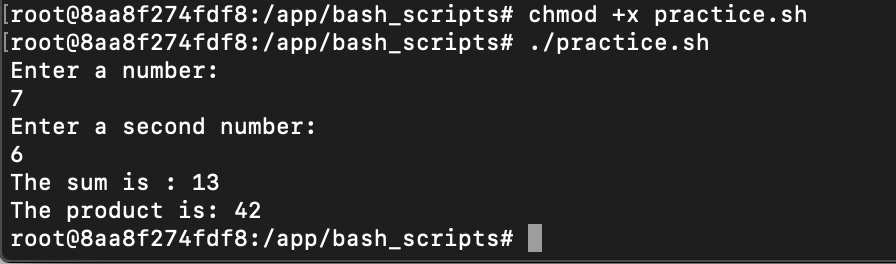 [root@8aa8f274fdf8:/app/bash_scripts# chmod +x practice.sh
[root@8aa8f274fdf8:/app/bash_scripts# ./practice.sh
Enter a number:
7
Enter a second number:
6
The sum is : 13
The product is: 42
root@8aa8f274fdf8:/app/bash_scripts#